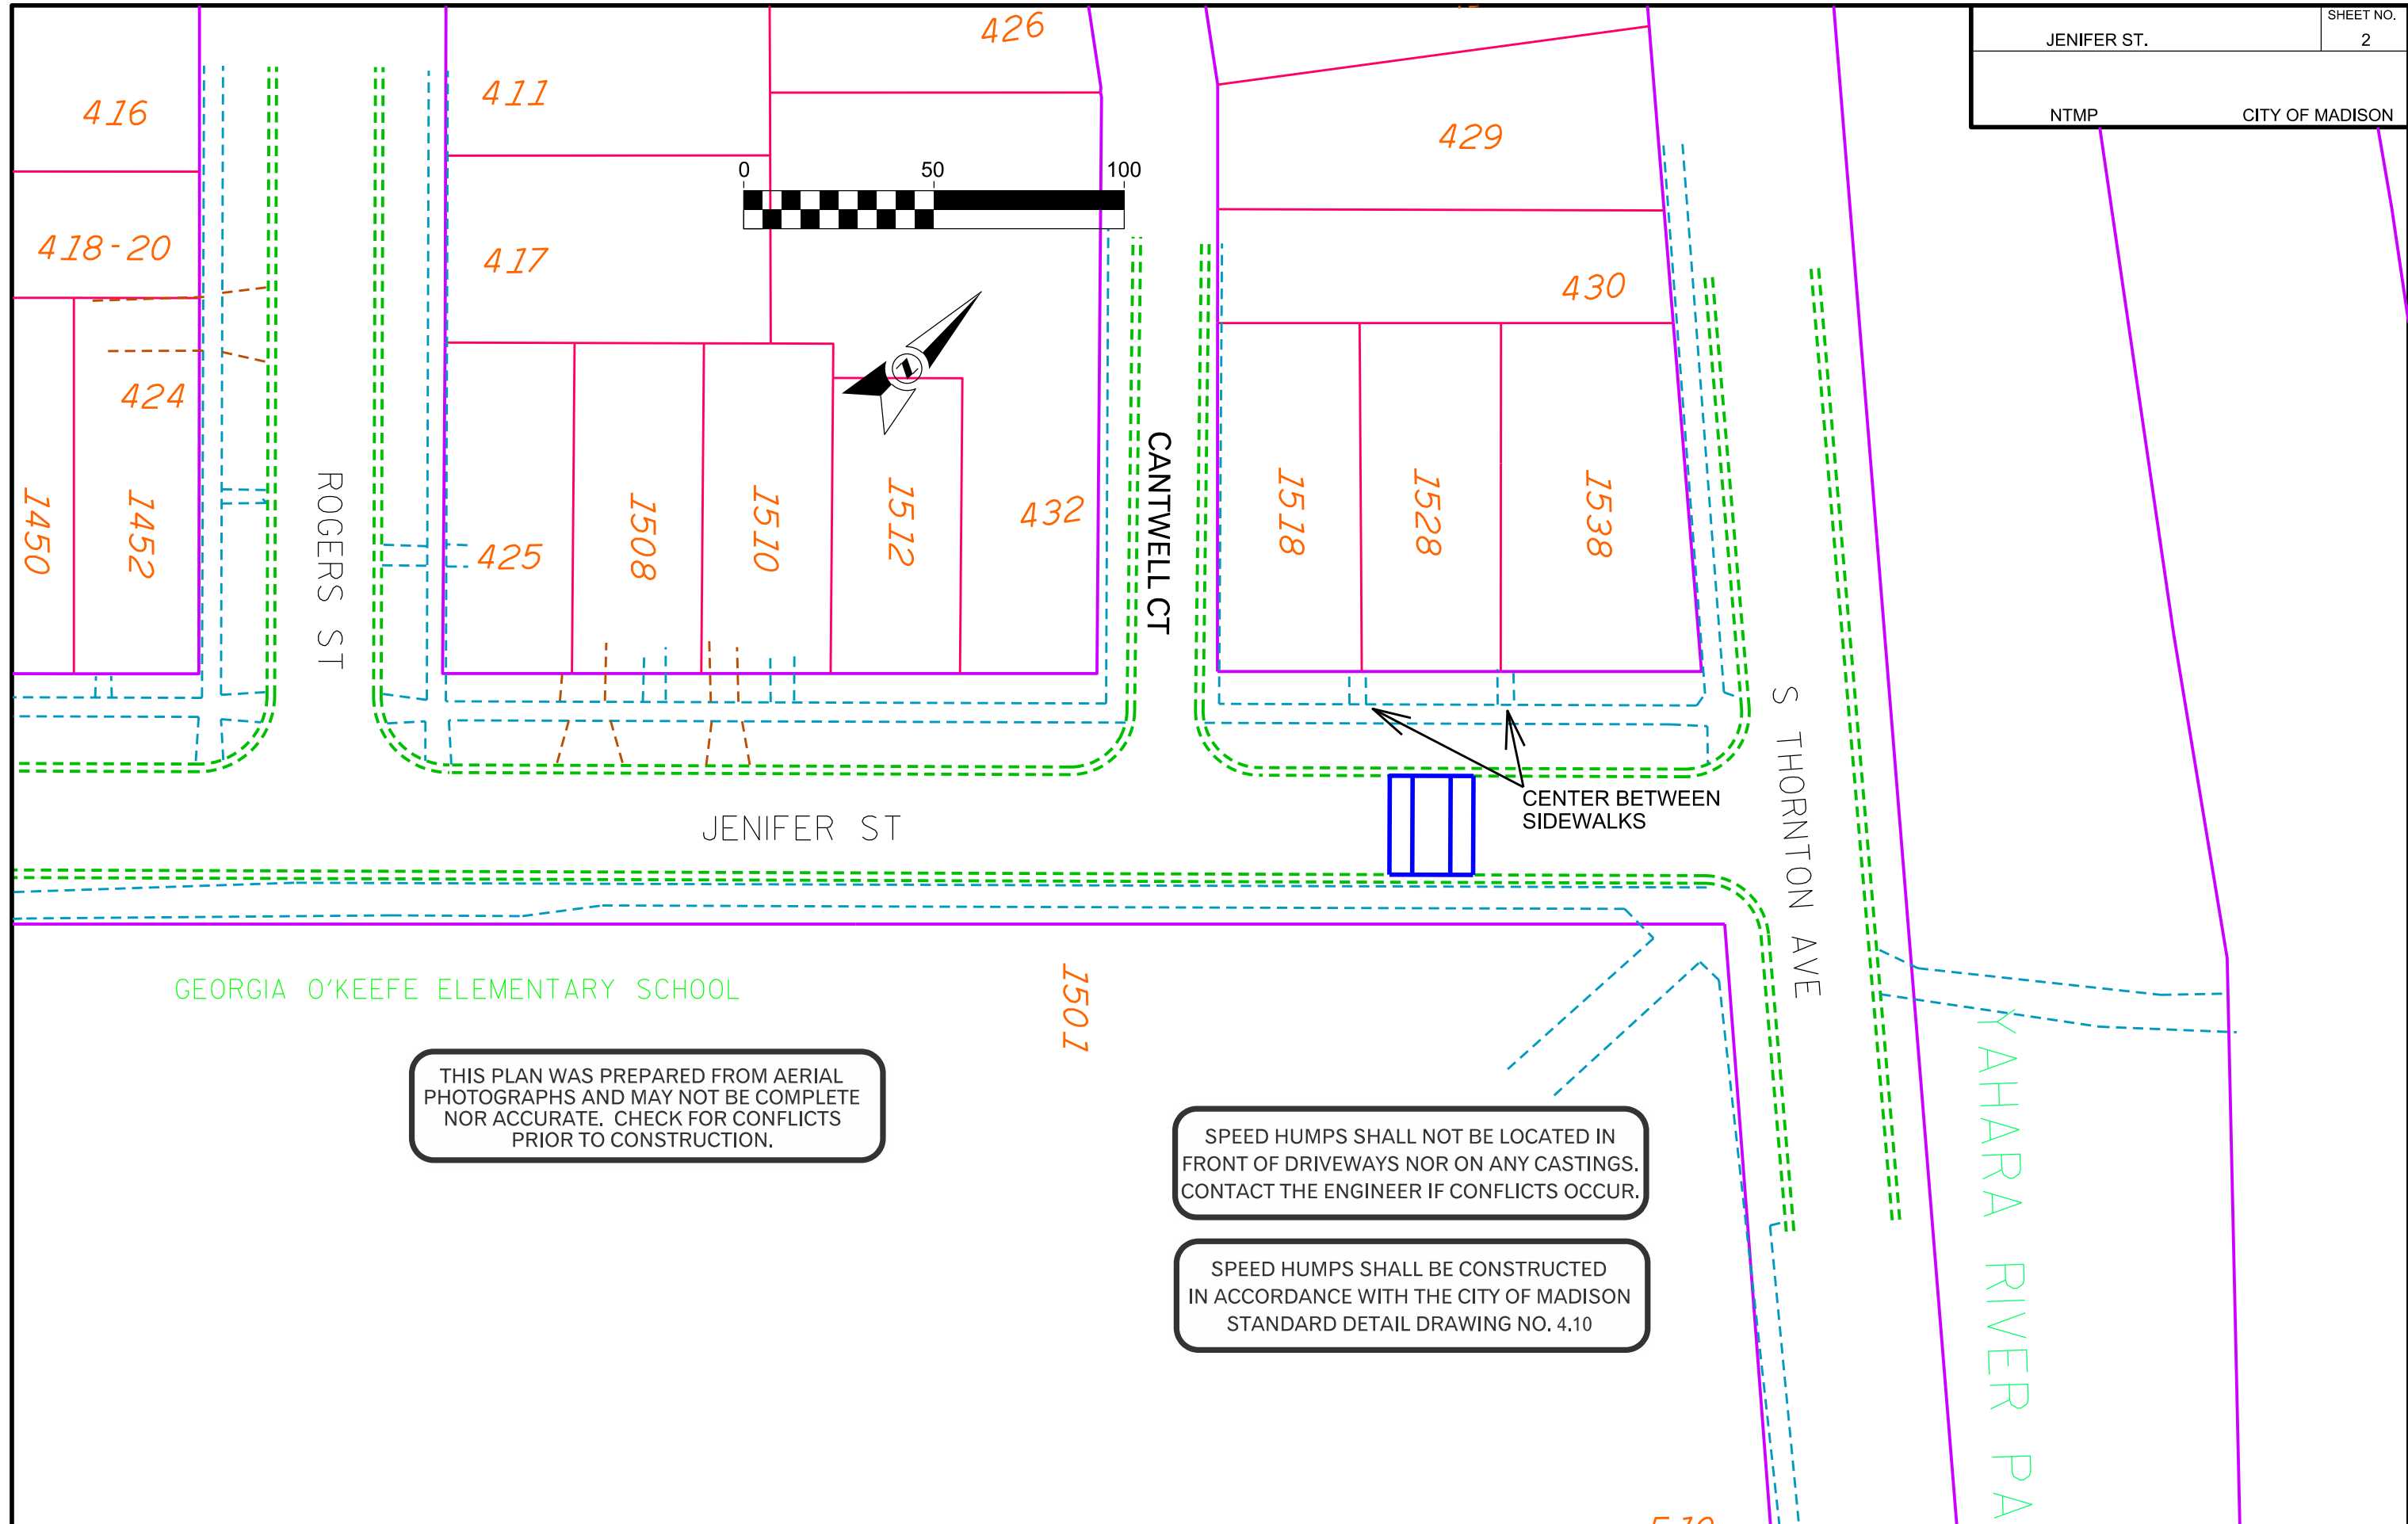 JENIFER ST.
SHEET NO.
2
NTMP
CITY OF MADISON
426
416
411
429
0 50 100
418-20
417
430
424
1450
1452
ROGERS ST
425
1508
1510
1512
432
CANTWELL CT
1518
1528
1538
S THORNTON AVE
JENIFER ST
CENTER BETWEEN
SIDEWALKS
GEORGIA O'KEEFE ELEMENTARY SCHOOL
1501
THIS PLAN WAS PREPARED FROM AERIAL
PHOTOGRAPHS AND MAY NOT BE COMPLETE
NOR ACCURATE. CHECK FOR CONFLICTS
PRIOR TO CONSTRUCTION.
SPEED HUMPS SHALL NOT BE LOCATED IN
FRONT OF DRIVEWAYS NOR ON ANY CASTINGS.
CONTACT THE ENGINEER IF CONFLICTS OCCUR.
SPEED HUMPS SHALL BE CONSTRUCTED
IN ACCORDANCE WITH THE CITY OF MADISON
STANDARD DETAIL DRAWING NO. 4.10
YAHARA RIVER PA